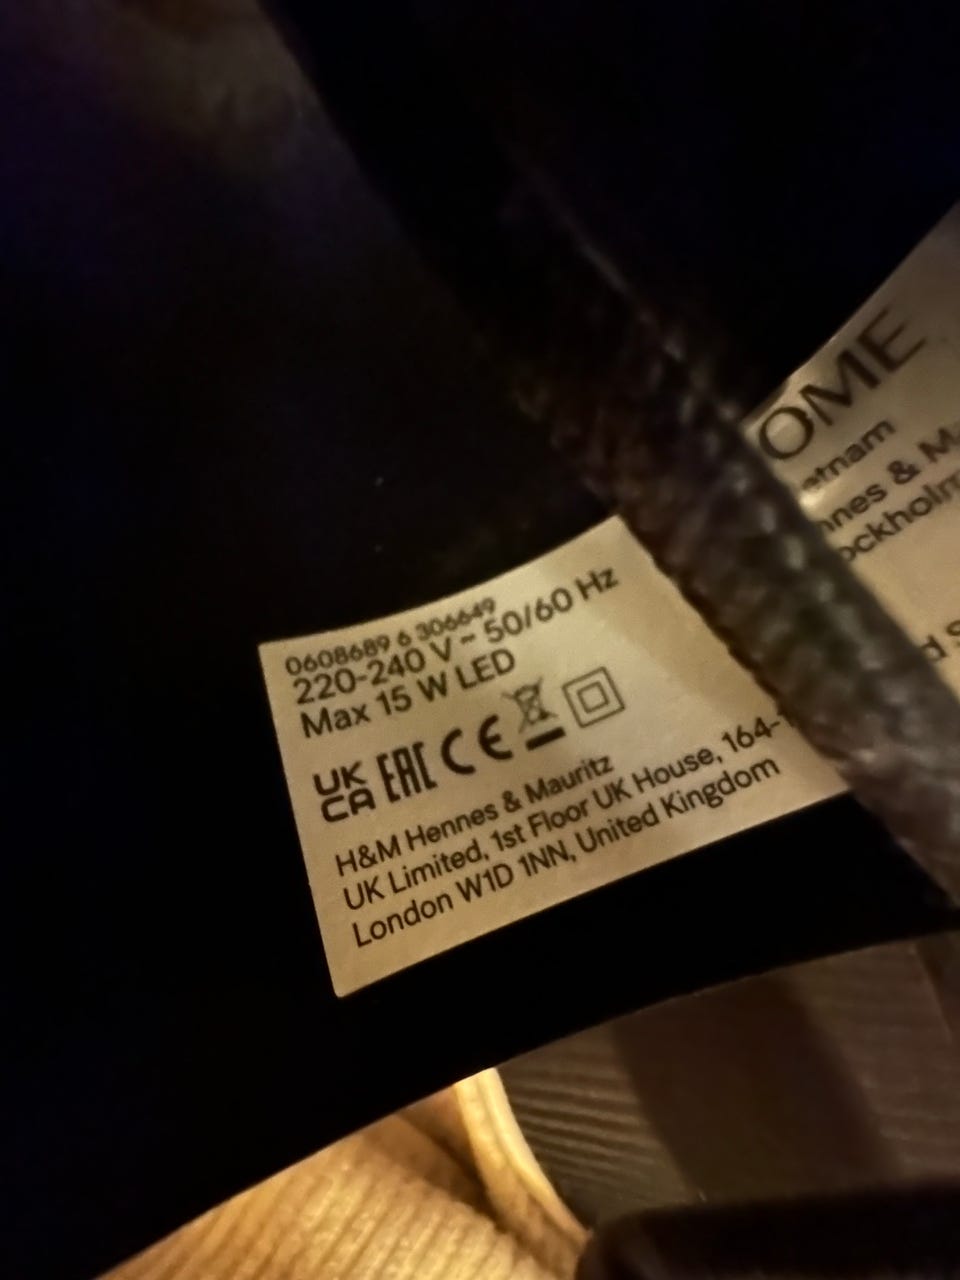 0608689 6 306649
220-240 V ~ 50/60 Hz
Max 15 W LED
UK
CA EAC CE
H&M Hennes & Mauritz
UK Limited, 1st Floor UK House, 164-
London W1D 1NN, United Kingdom
OME
etnam
nnes & M
ockholm
d S